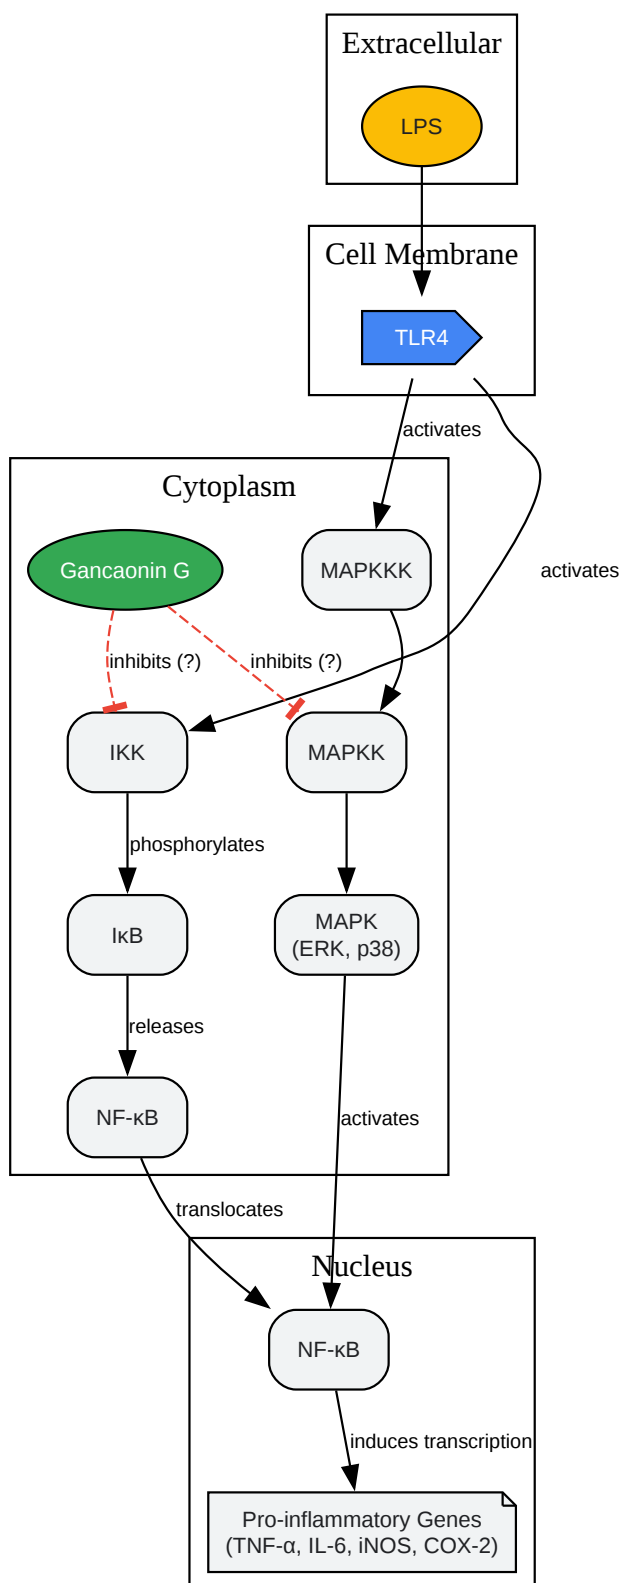 Extracellular
LPS
Cell Membrane
TLR4
activates
Cytoplasm
Gancaonin G
MAPKKK
activates
inhibits (?)
inhibits (?)
IKK
MAPKK
phosphorylates
IκB
MAPK
(ERK, p38)
releases
NF-κB
activates
translocates
Nucleus
NF-κB
induces transcription
Pro-inflammatory Genes
(TNF-α, IL-6, iNOS, COX-2)